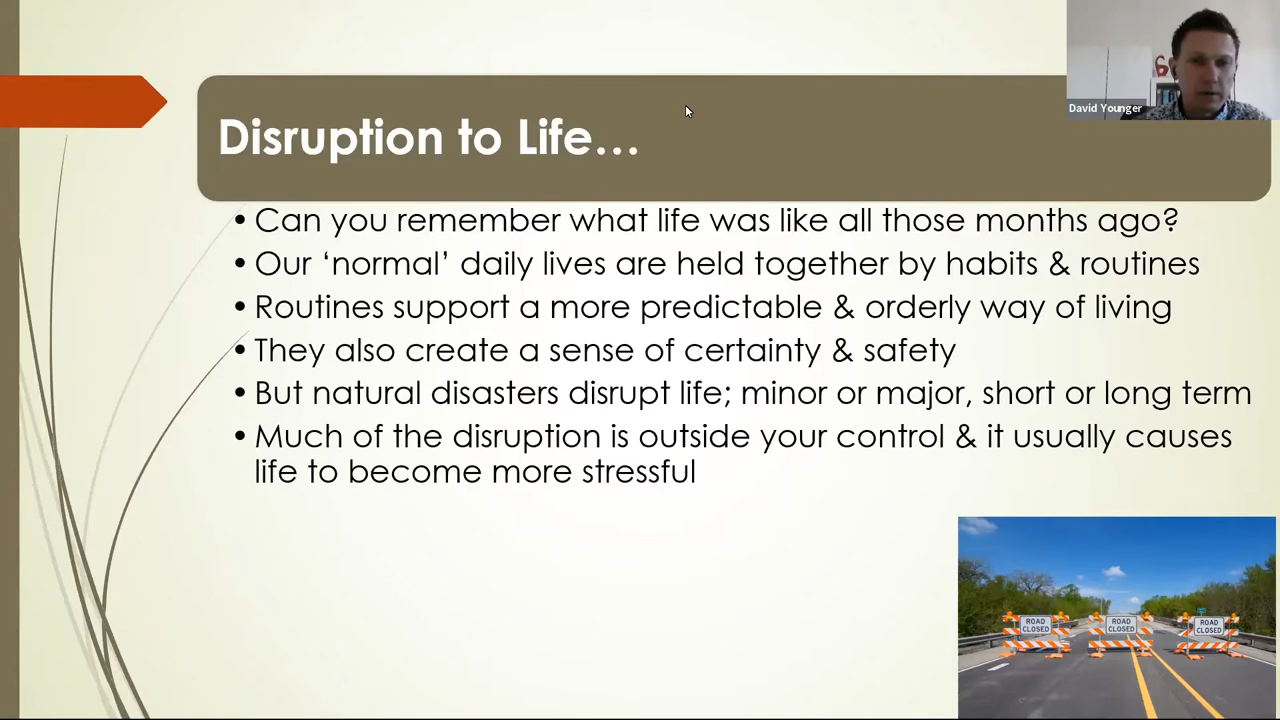 David Younger
Disruption to Life…
• Can you remember what life was like all those months ago?
• Our ‘normal’ daily lives are held together by habits & routines
• Routines support a more predictable & orderly way of living
• They also create a sense of certainty & safety
• But natural disasters disrupt life; minor or major, short or long term
• Much of the disruption is outside your control & it usually causes
life to become more stressful
ROAD
CLOSED
ROAD
CLOSED
ROAD
CLOSED